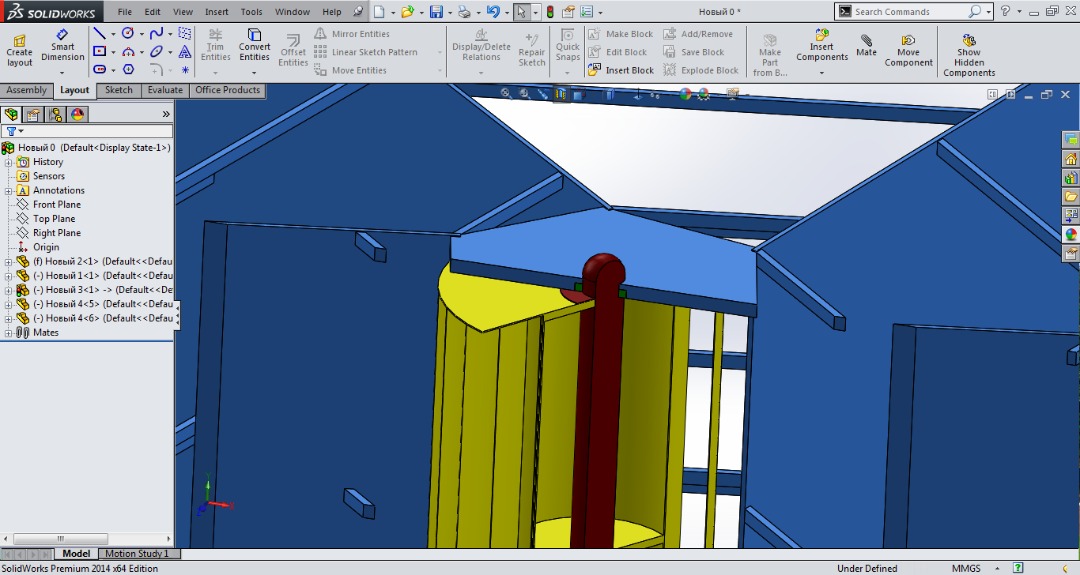 SOLIDWORKS File Edit View Insert Tools Window Help Новый 0 * Search Commands
Create layout
Smart Dimension
Trim Entities
Convert Entities
Offset Entities
Mirror Entities
Linear Sketch Pattern
Move Entities
Display/Delete Relations
Repair Sketch
Quick Snaps
Make Block
Edit Block
Insert Block
Add/Remove
Save Block
Explode Block
Make Part from B...
Insert Components
Mate
Move Component
Show Hidden Components
Assembly Layout Sketch Evaluate Office Products
Новый 0 (Default<Display State-1>)
History
Sensors
Annotations
Front Plane
Top Plane
Right Plane
Origin
(f) Новый 2<1> (Default<<Defau
(-) Новый 1<1> (Default<<Defau
(-) Новый 3<1> -> (Default<<De
(-) Новый 4<5> (Default<<Defau
(-) Новый 4<6> (Default<<Defau
Mates
Model Motion Study 1
SolidWorks Premium 2014 x64 Edition Under Defined MMGS